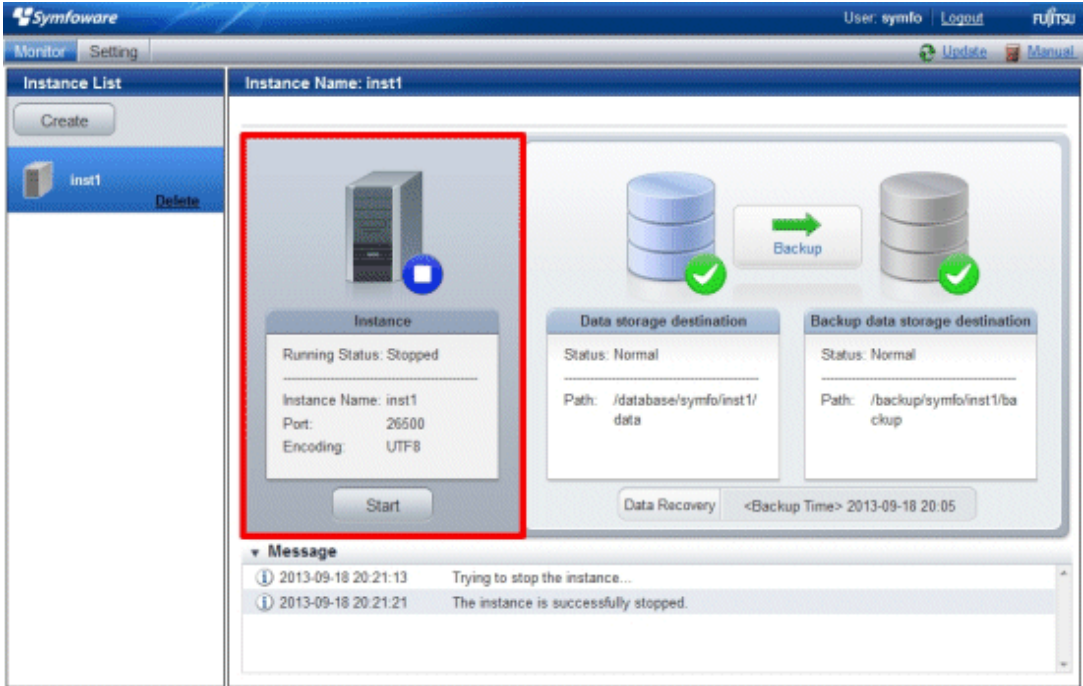 Symfoware
User: symfo Logout FUJITSU
Monitor Setting
Update Manual
Instance List
Instance Name: inst1
Create
inst1
Delete
Backup
Instance
Running Status: Stopped
Instance Name: inst1
Port: 26500
Encoding: UTF8
Start
Data storage destination
Status: Normal
Path: /database/symfo/inst1/
data
Backup data storage destination
Status: Normal
Path: /backup/symfo/inst1/ba
ckup
Data Recovery <Backup Time> 2013-09-18 20:05
Message
2013-09-18 20:21:13 Trying to stop the instance...
2013-09-18 20:21:21 The instance is successfully stopped.